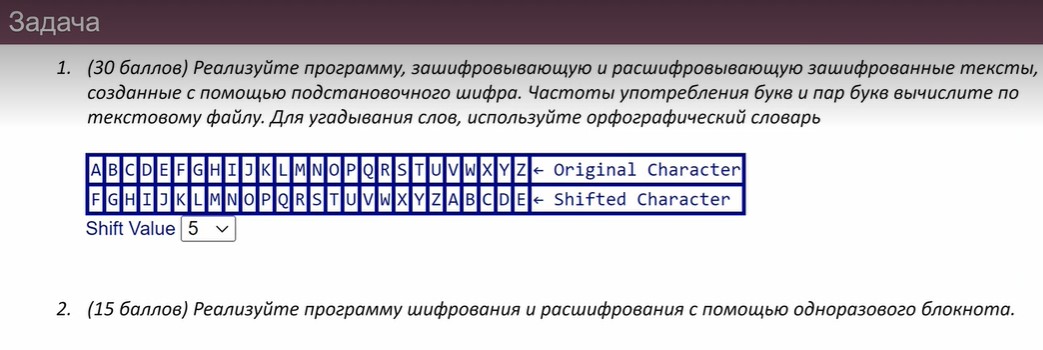 Задача
1. (30 баллов) Реализуйте программу, зашифровывающую и расшифровывающую зашифрованные тексты,
созданные с помощью подстановочного шифра. Частоты употребления букв и пар букв вычислите по
текстовому файлу. Для угадывания слов, используйте орфографический словарь
A B C D E F G H I J K L M N O P Q R S T U V W X Y Z ← Original Character
F G H I J K L M N O P Q R S T U V W X Y Z A B C D E ← Shifted Character
Shift Value 5
2. (15 баллов) Реализуйте программу шифрования и расшифрования с помощью одноразового блокнота.